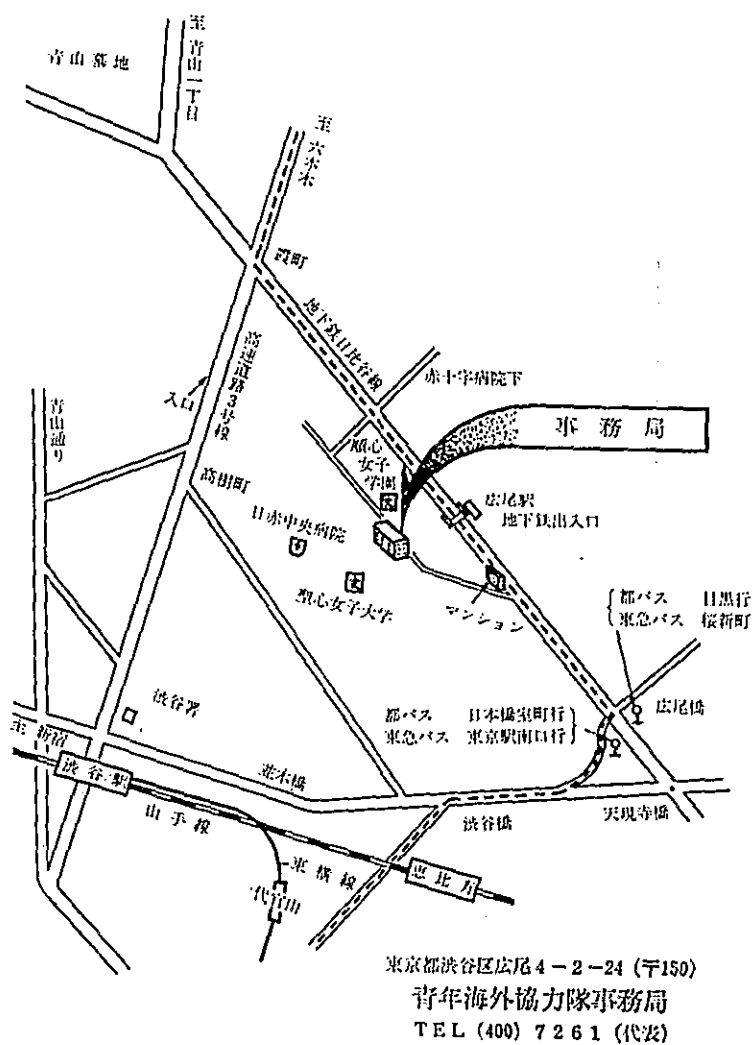 青山墓地
至青山一丁目
至六本木
霞町
地下鉄日比谷線
高速道路3号線
入口
青山通り
赤十字病院下
事務局
順心
女子
学園
広尾駅
地下鉄出入口
高樹町
日赤中央病院
聖心女子大学
マンション
都バス 目黒行
東急バス 桜新町
広尾橋
都バス 日本橋室町行
東急バス 東京駅南口行
渋谷署
至新宿
渋谷駅
並木橋
山手線
東横線
代官山
恵比寿
渋谷橋
天現寺橋
東京都渋谷区広尾4-2-24(〒150)
青年海外協力隊事務局
TEL (400) 7261 (代表)